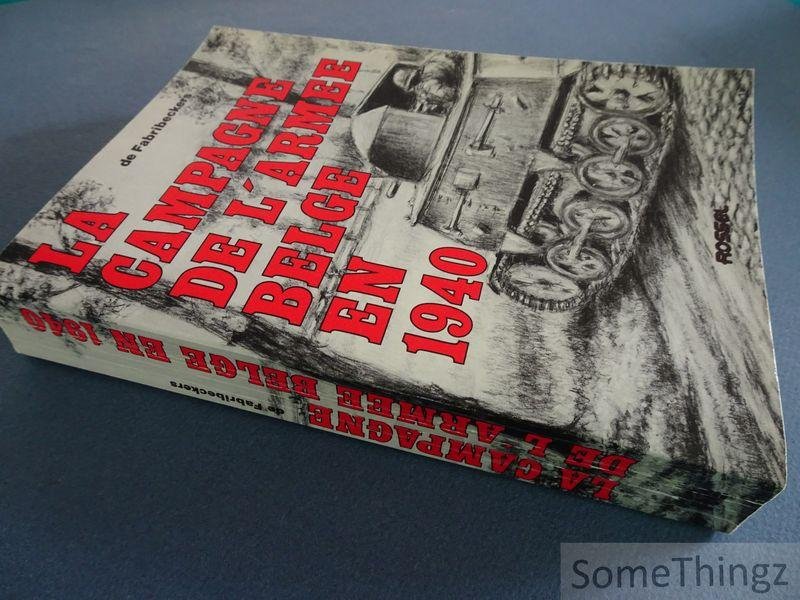 de Fabribeckers
LA
CAMPAGNE
DE L'ARMEE
BELGE
EN
1940
ROSSEL
LA CAMPAGNE
DE L'ARMEE BELGE EN 1940
de Fabribeckers
SomeThingz